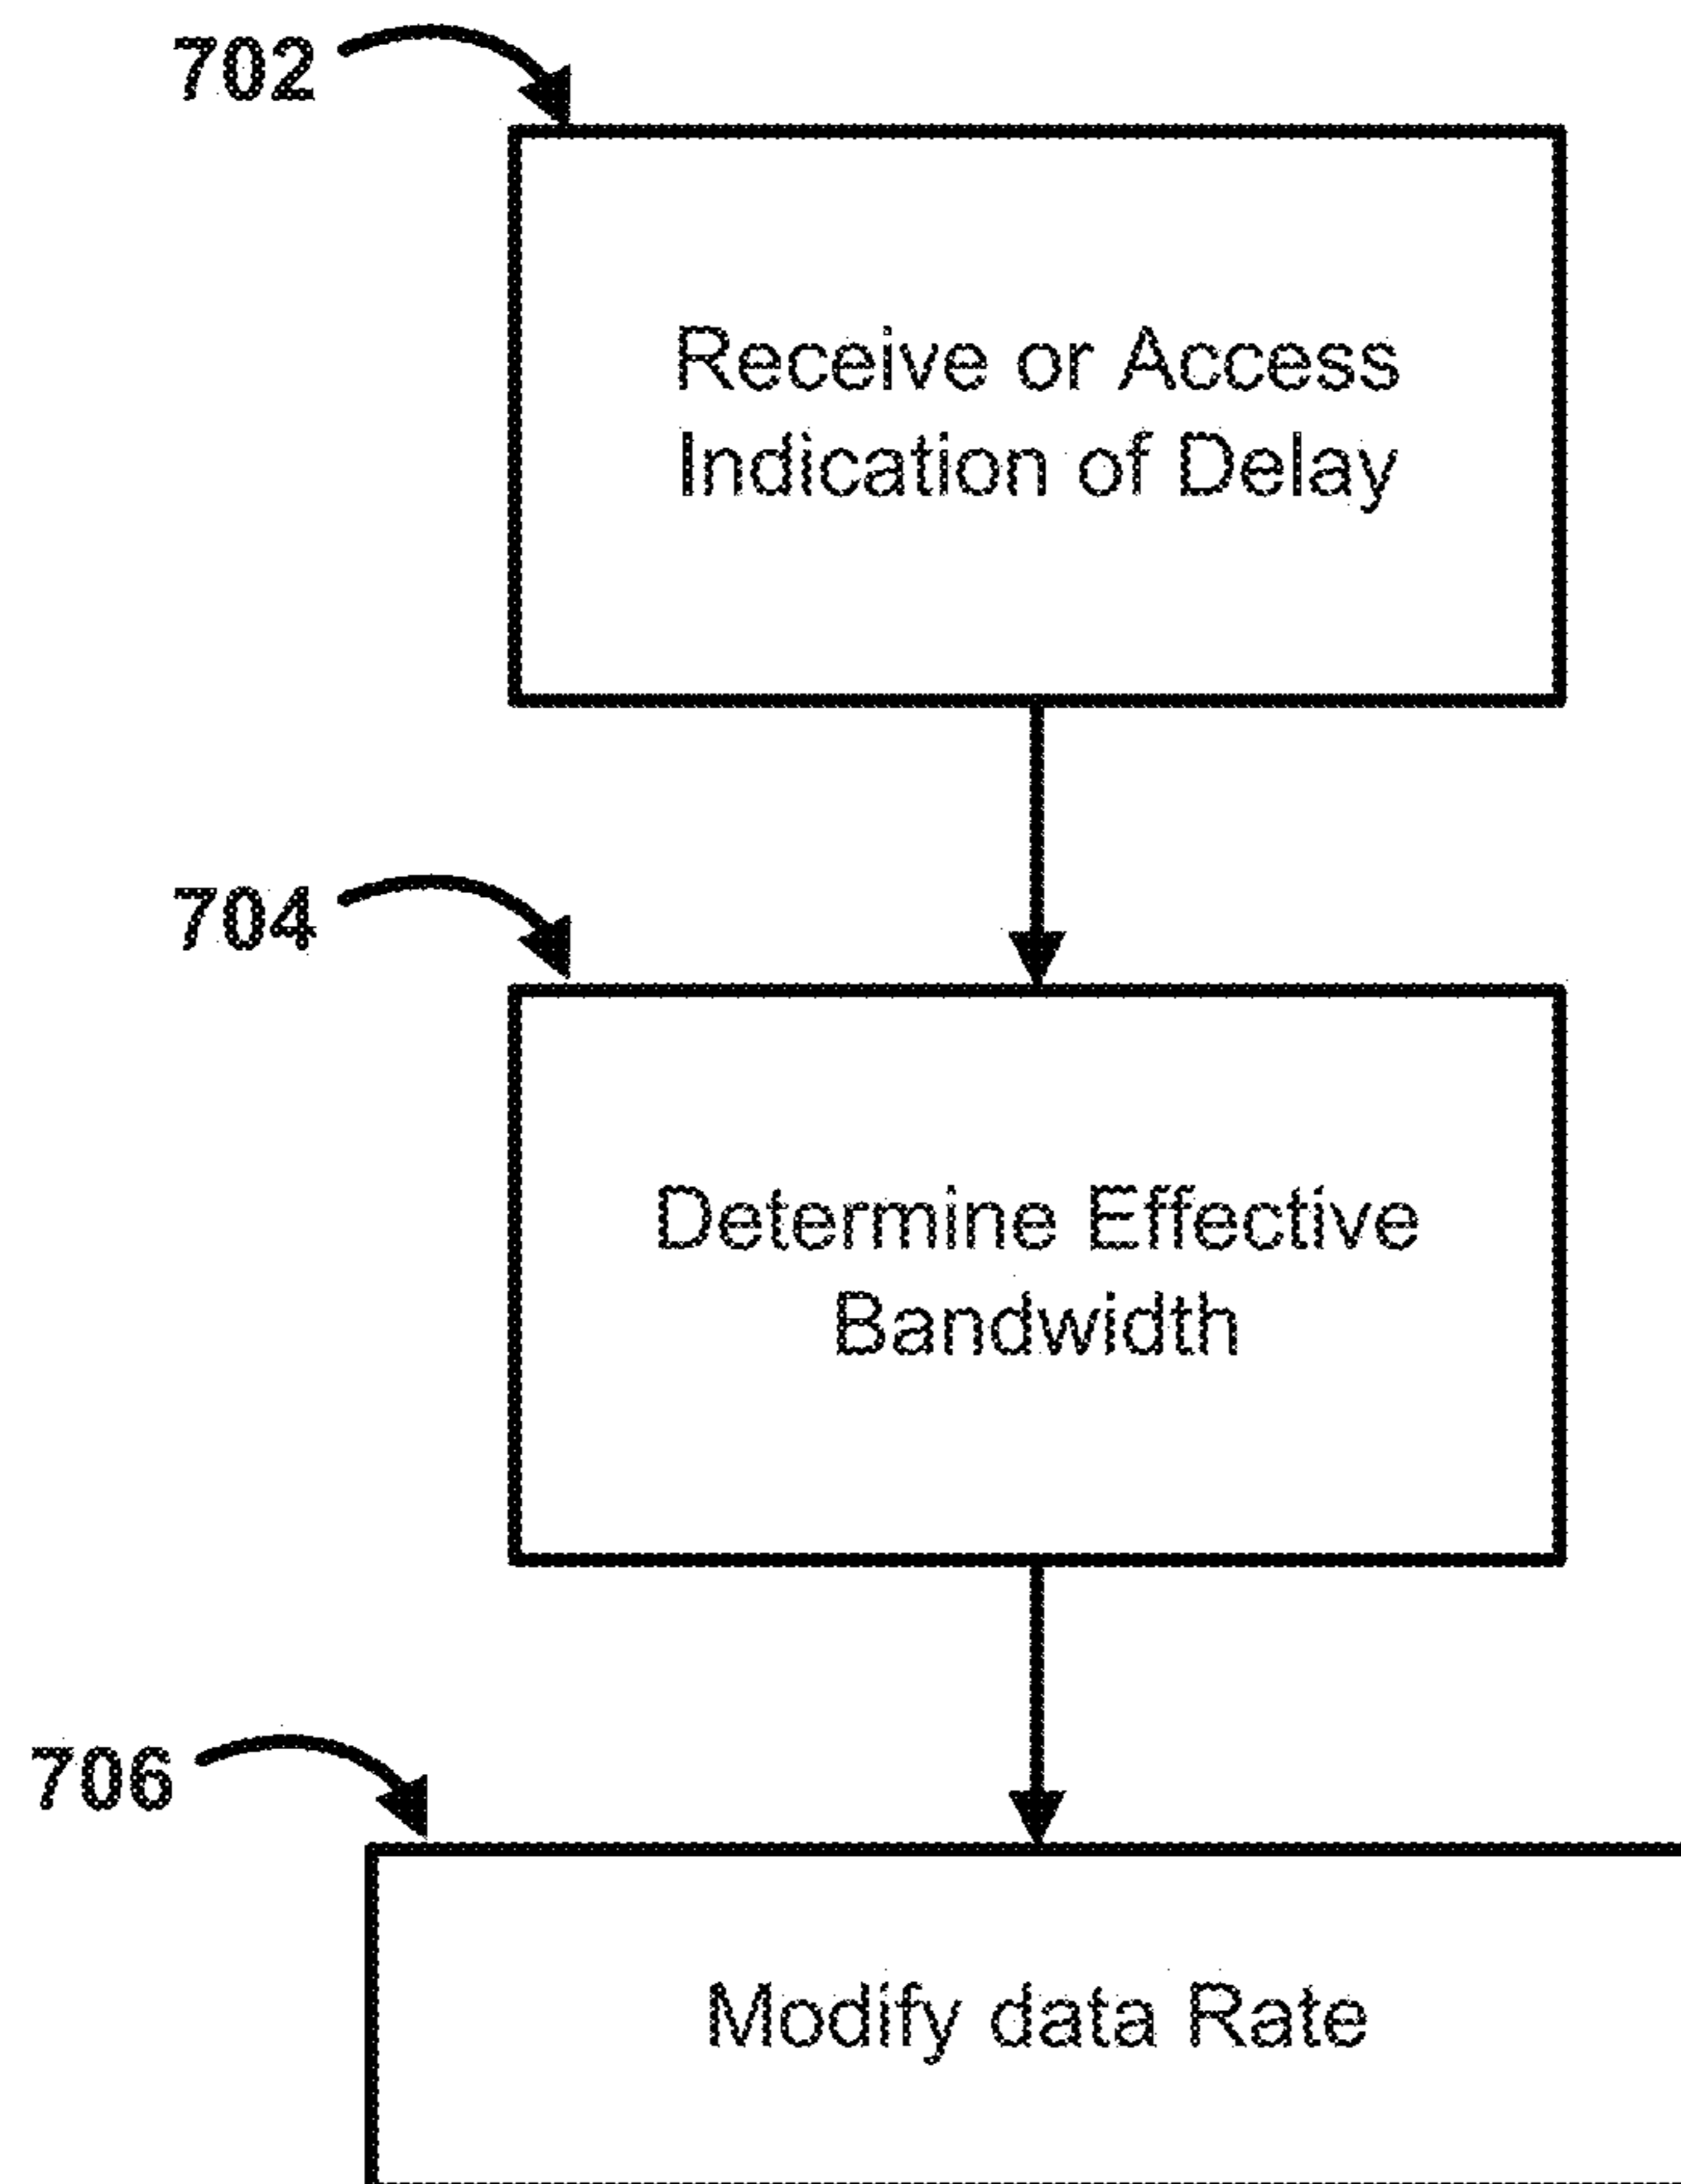 702
Receive or Access
Indication of Delay
704
Determine Effective
Bandwidth
706
Modify data Rate